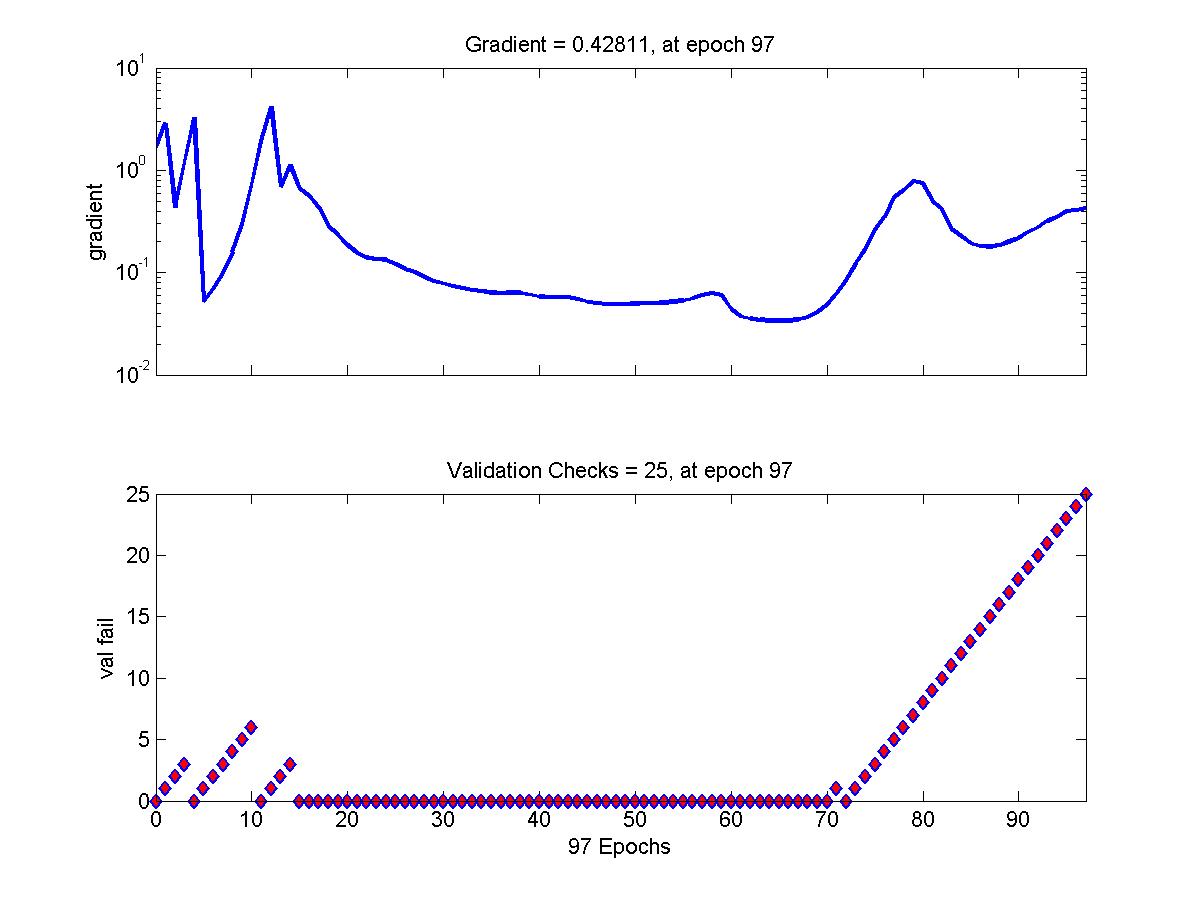 Gradient = 0.42811, at epoch 97
10^1
10^0
10^-1
10^-2
gradient
Validation Checks = 25, at epoch 97
25
20
15
10
5
0
val fail
0 10 20 30 40 50 60 70 80 90
97 Epochs